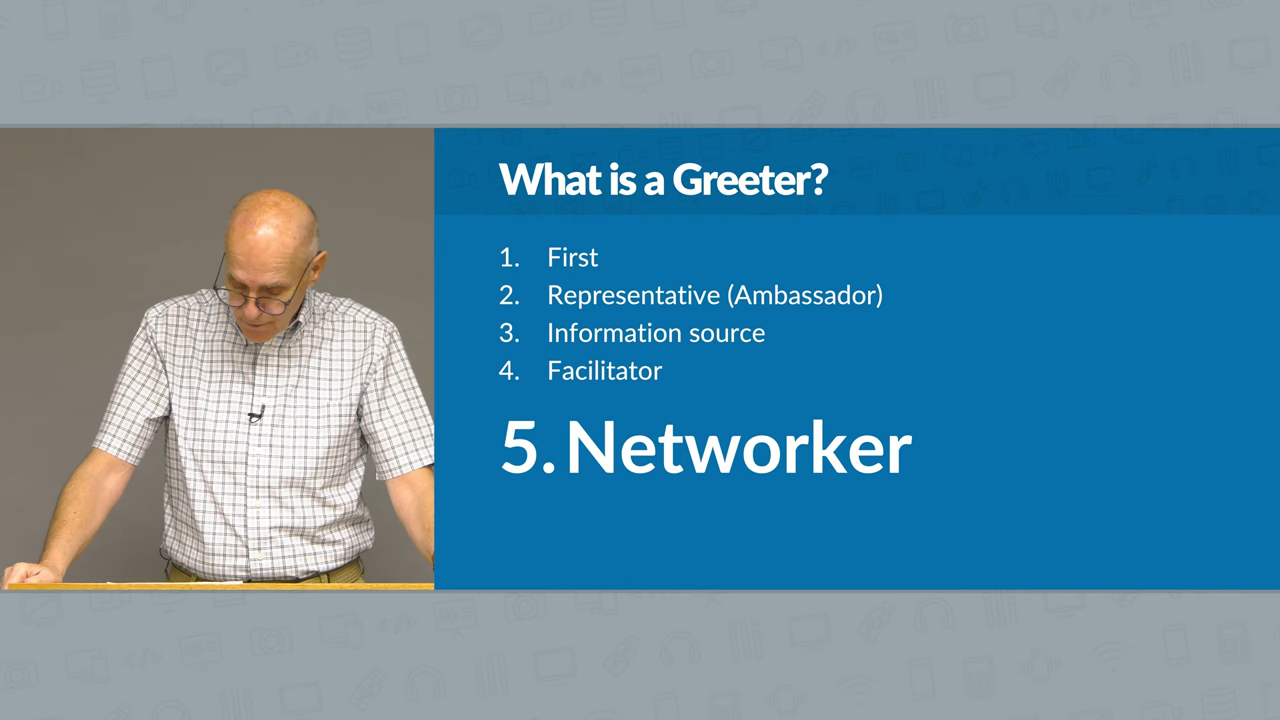 What is a Greeter?
1. First
2. Representative (Ambassador)
3. Information source
4. Facilitator
5. Networker